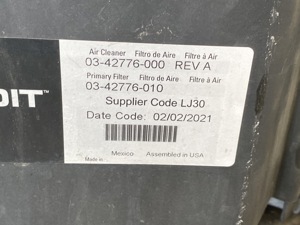 DIT
Air Cleaner Filtro de Aire Filtre à Air
03-42776-000 REV A
Primary Filter Filtro de Aire Filtre à Air
03-42776-010
Supplier Code LJ30
Date Code: 02/02/2021
Made in Mexico Assembled in USA